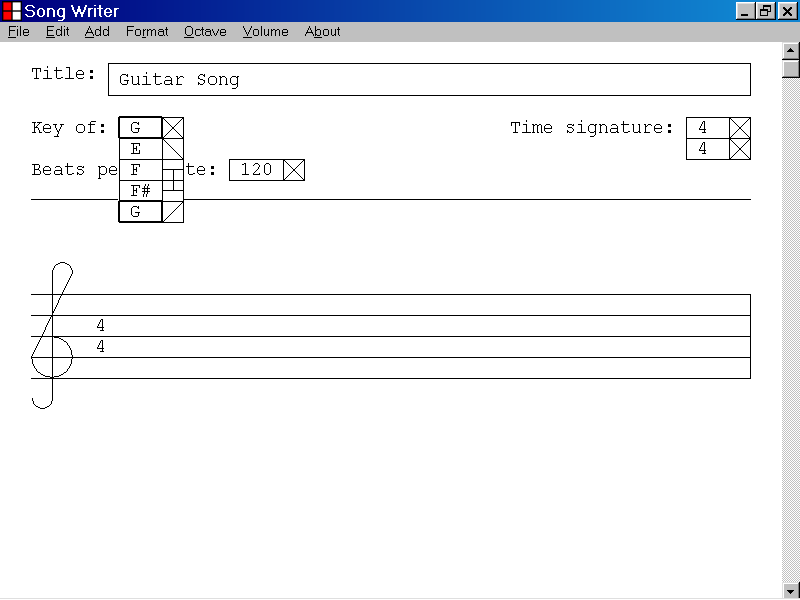 Song Writer
File Edit Add Format Octave Volume About
Title: Guitar Song
Key of: G Time signature: 4
E 4
Beats pe F te: 120
F#
G
4
4